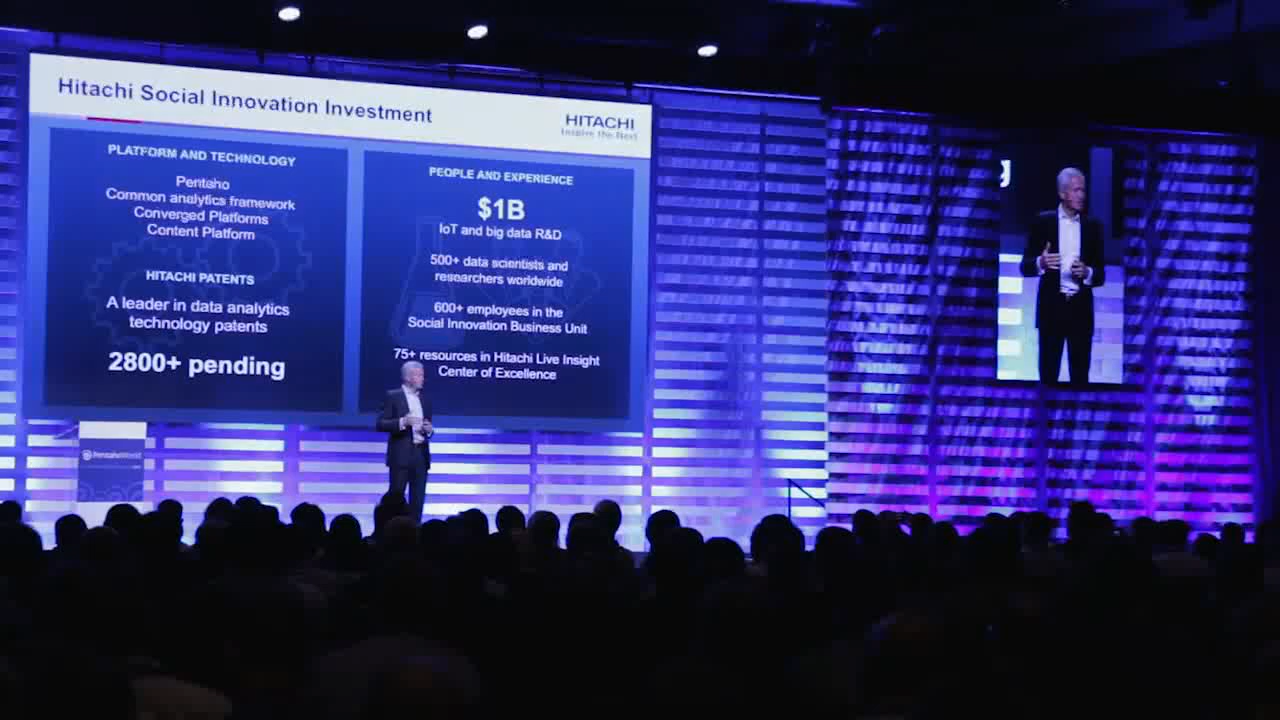 Hitachi Social Innovation Investment
HITACHI
Inspire the Next
PLATFORM AND TECHNOLOGY
Pentaho
Common analytics framework
Converged Platforms
Content Platform
HITACHI PATENTS
A leader in data analytics
technology patents
2800+ pending
PEOPLE AND EXPERIENCE
$1B
IoT and big data R&D
500+ data scientists and
researchers worldwide
600+ employees in the
Social Innovation Business Unit
75+ resources in Hitachi Live Insight
Center of Excellence
PentahoWorld
g